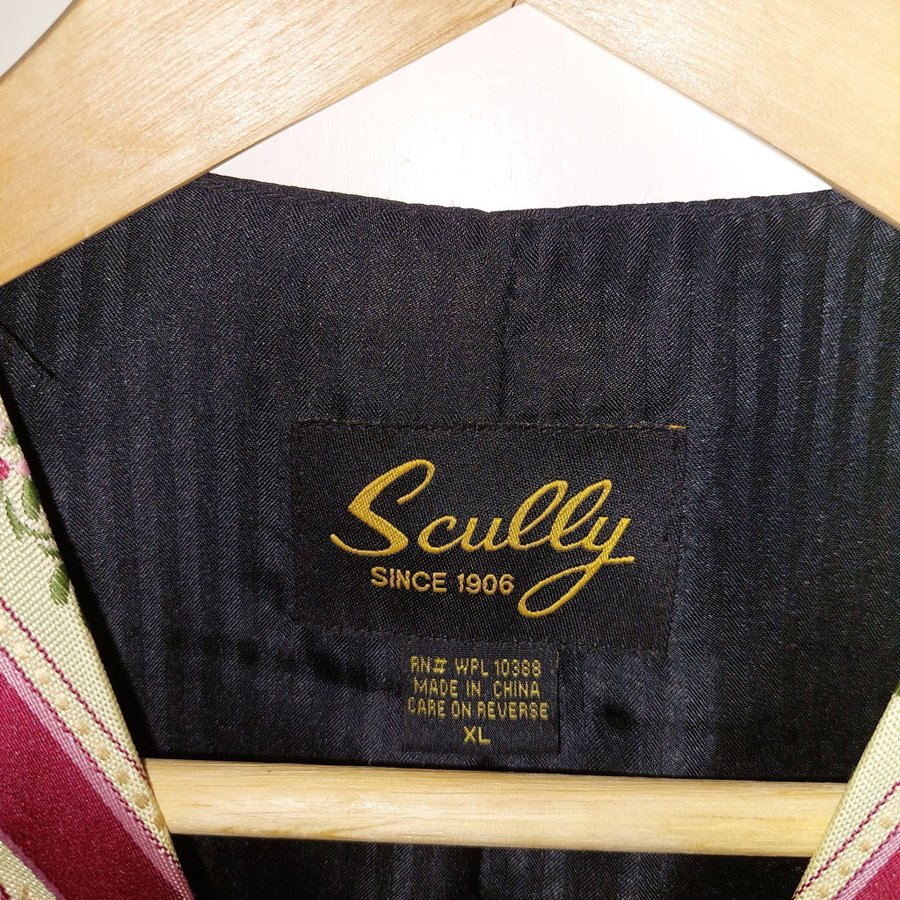 Scully
SINCE 1906
RN# WPL 10388
MADE IN CHINA
CARE ON REVERSE
XL